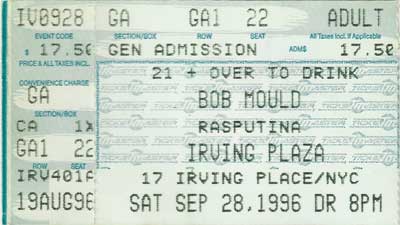 IV0928 GA GA1 22 ADULT
EVENT CODE SECTION/BOX ROW SEAT ALL TAXES INCL. IF APPLICABLE
$ 17.50 GEN ADMISSION ADM$ 17.50
PRICE & ALL TAXES INCL.
21 + OVER TO DRINK
CONVENIENCE CHARGE
GA BOB MOULD
SECTION/BOX
CA 1X RASPUTINA
GA1 22 IRVING PLAZA
ROW SEAT
IRV401A 17 IRVING PLACE/NYC
19AUG96 SAT SEP 28,1996 DR 8PM